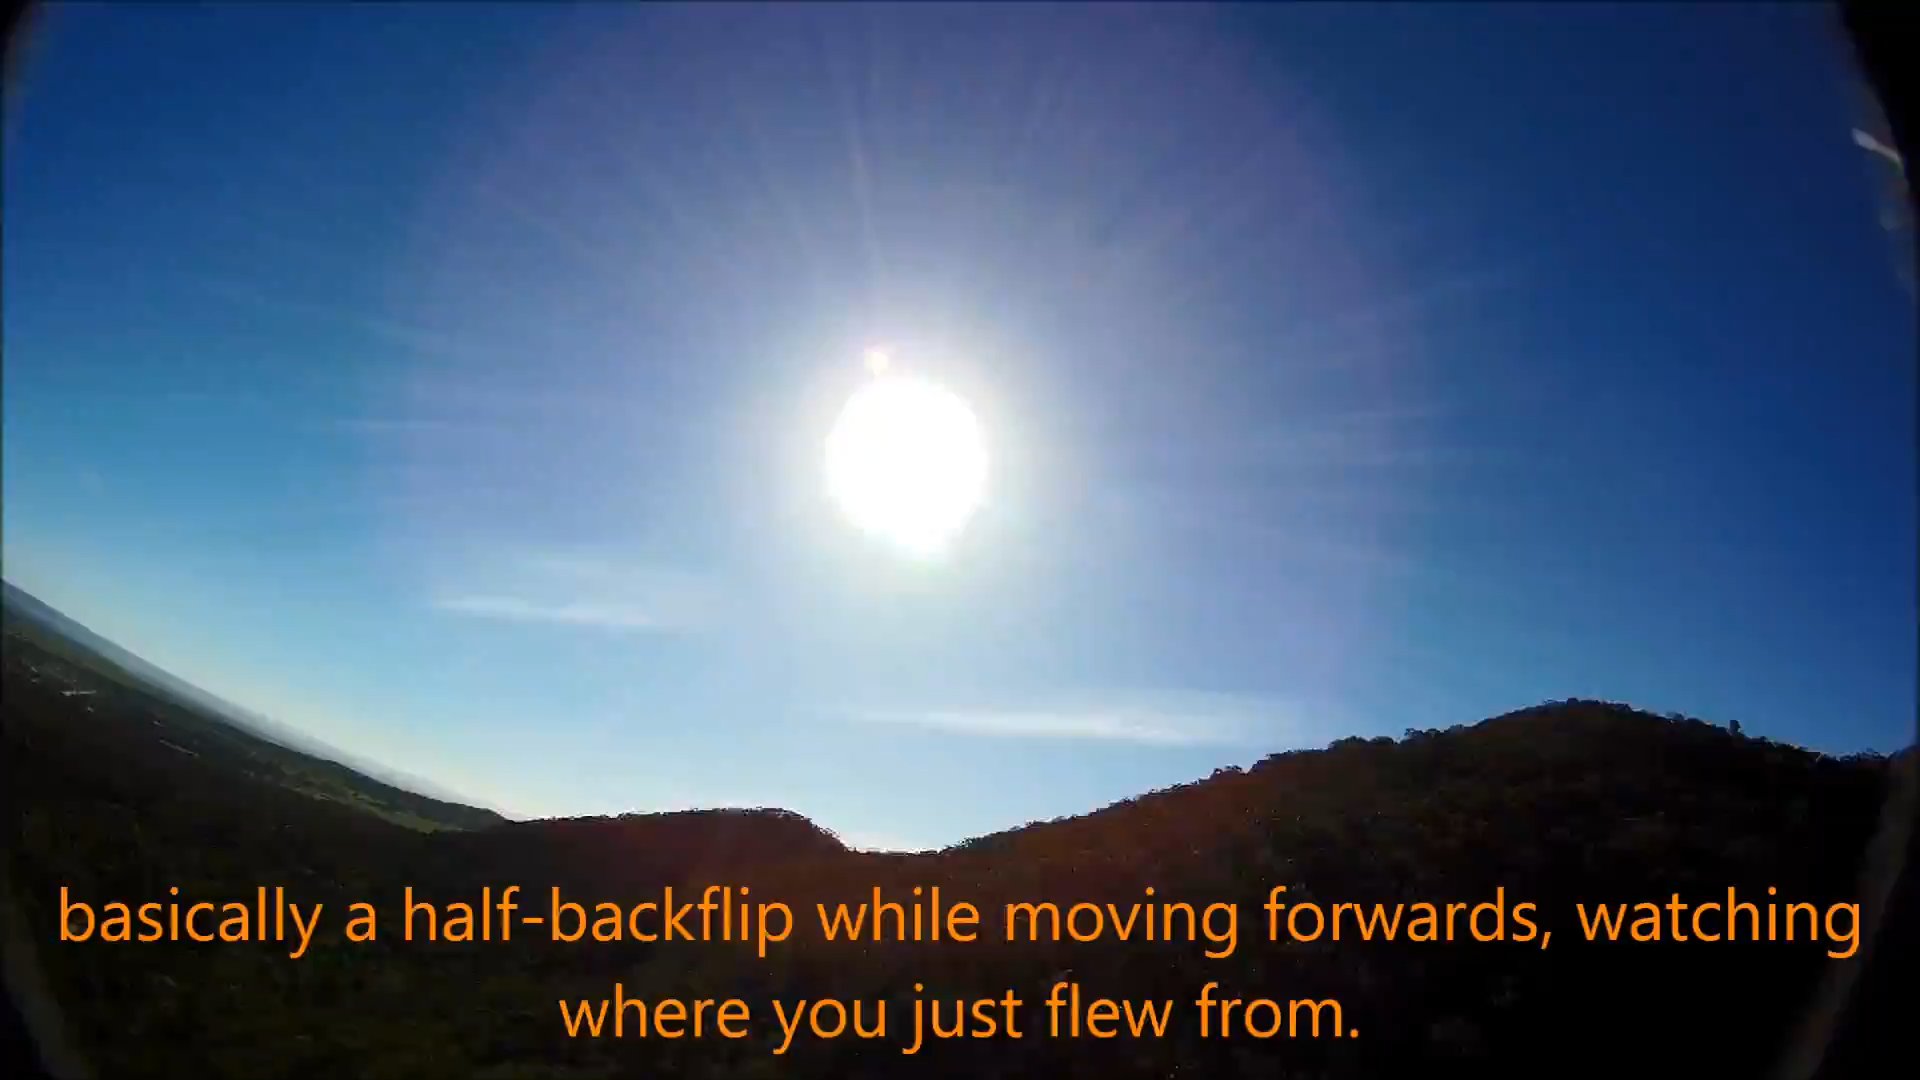 basically a half-backflip while moving forwards, watching
where you just flew from.